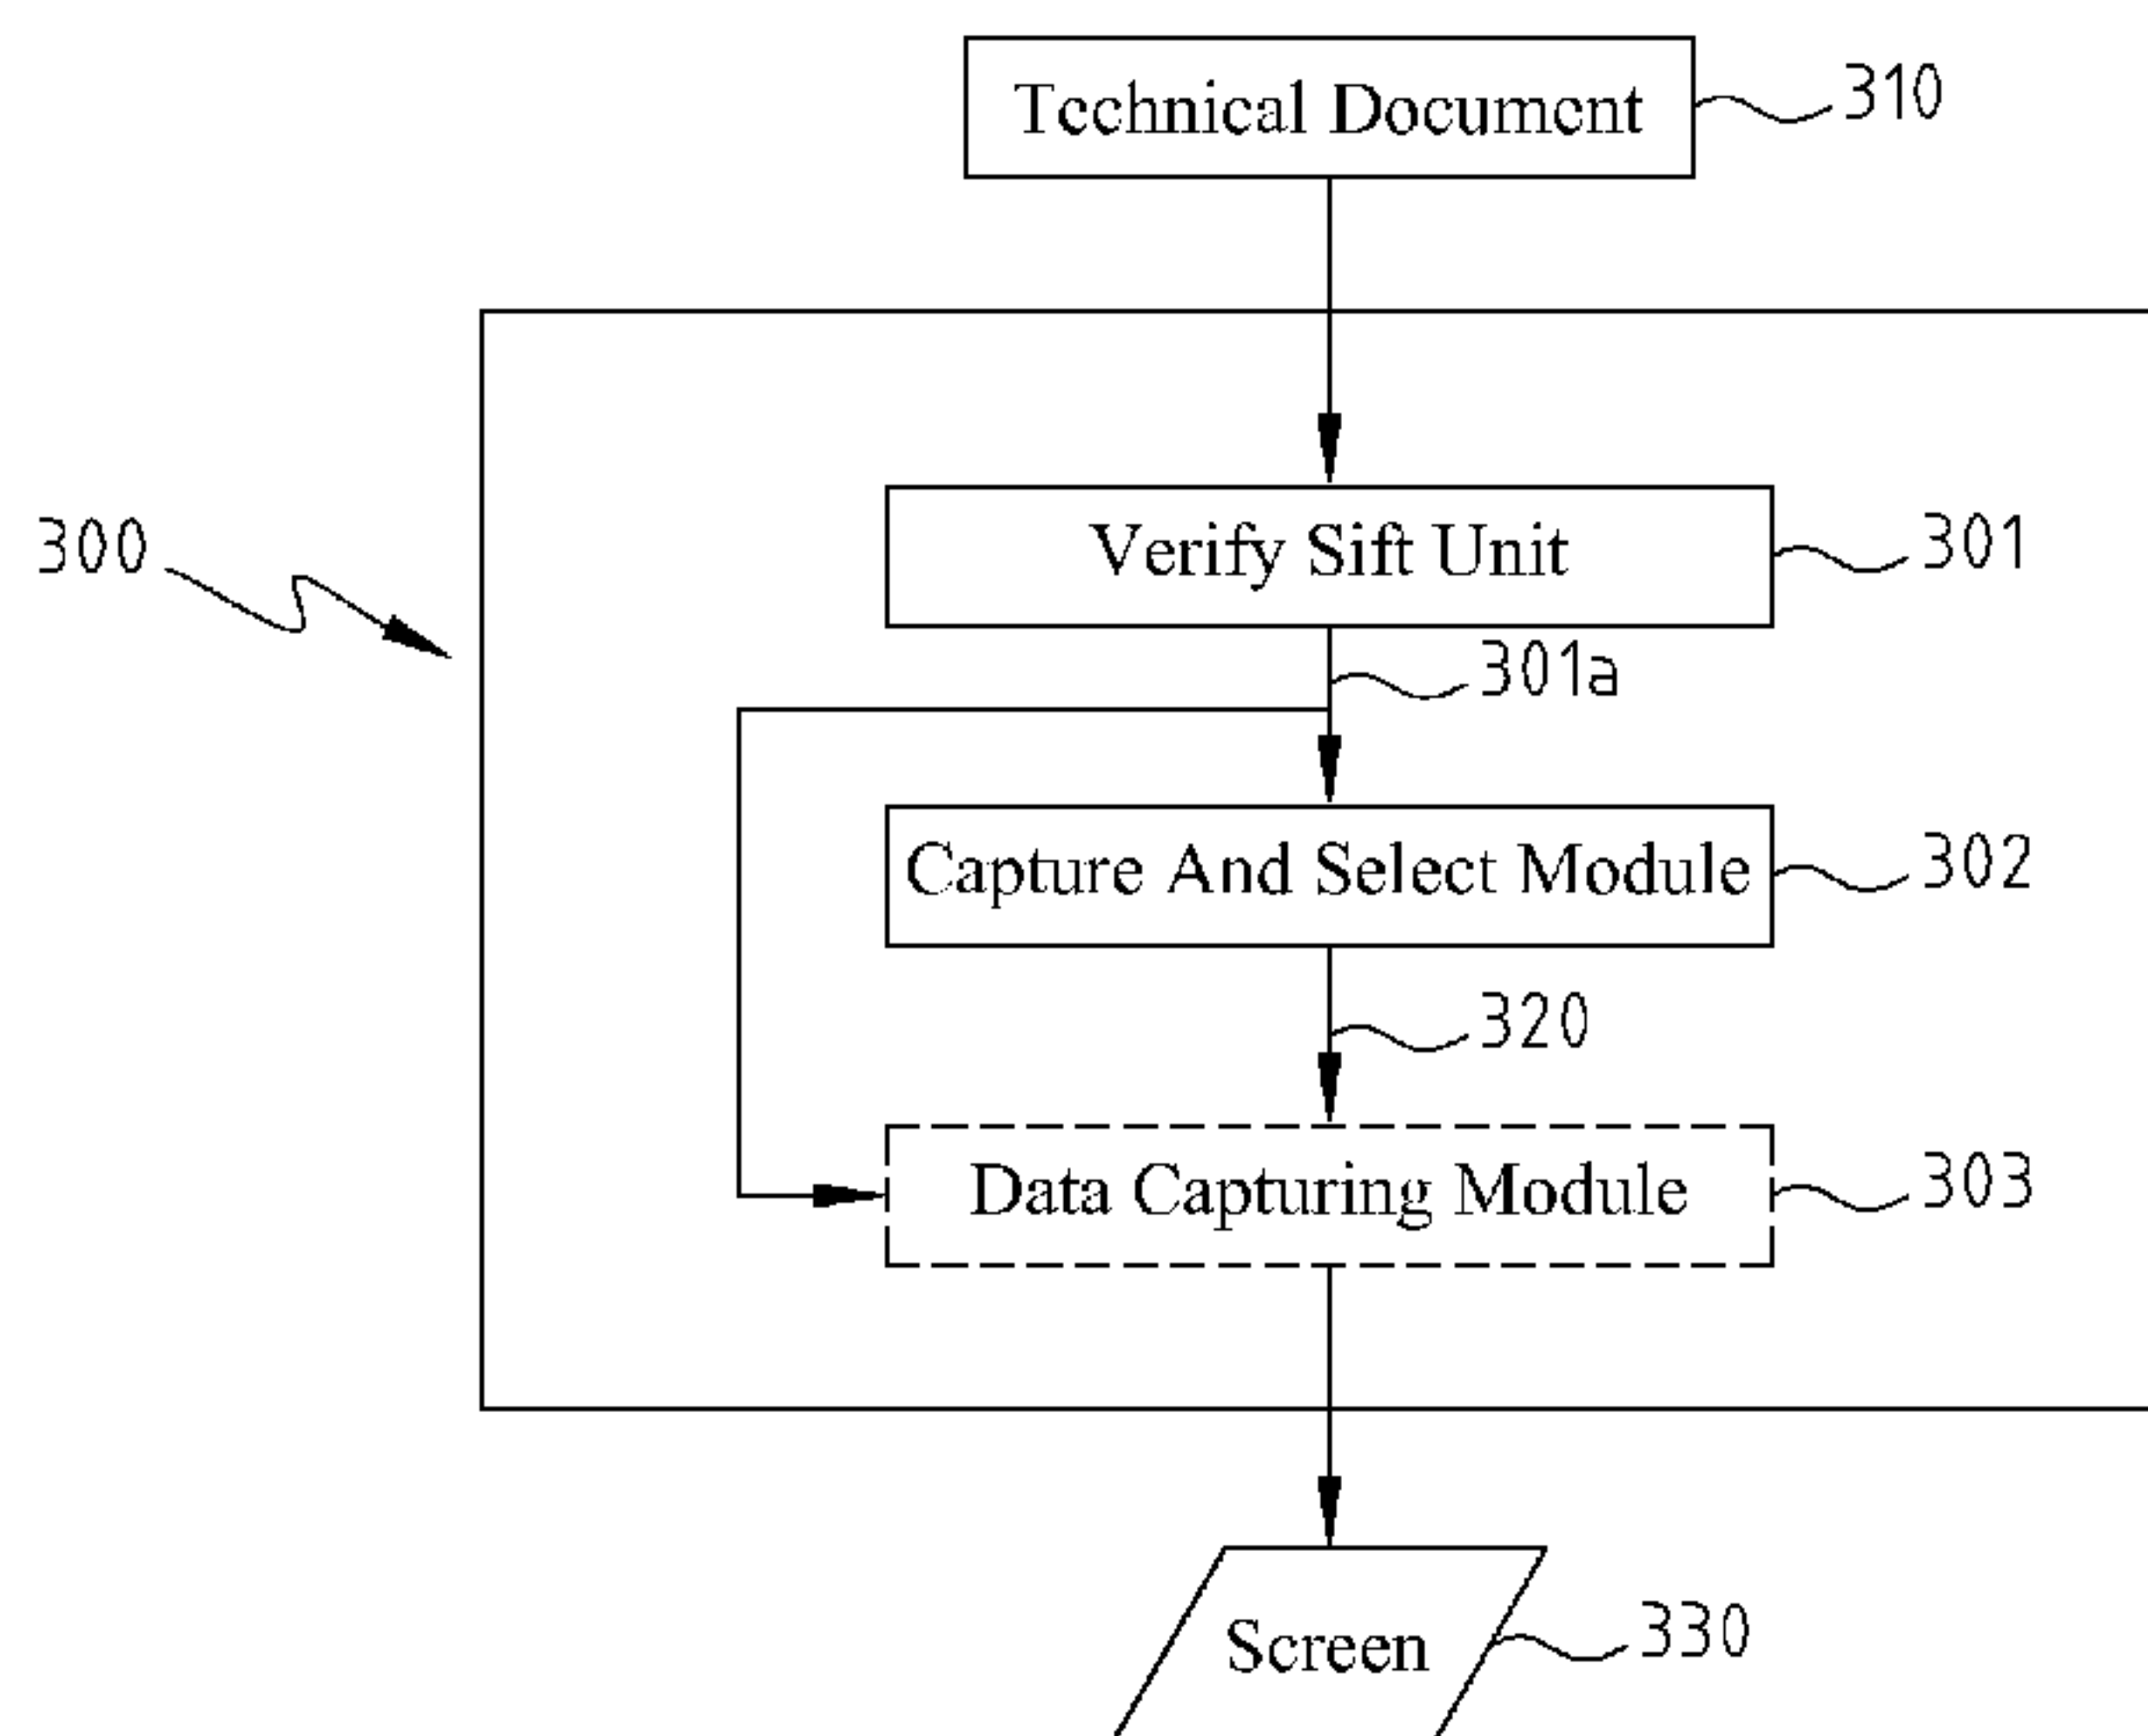 Technical Document 310
300
Verify Sift Unit 301
301a
Capture And Select Module 302
320
Data Capturing Module 303
Screen 330